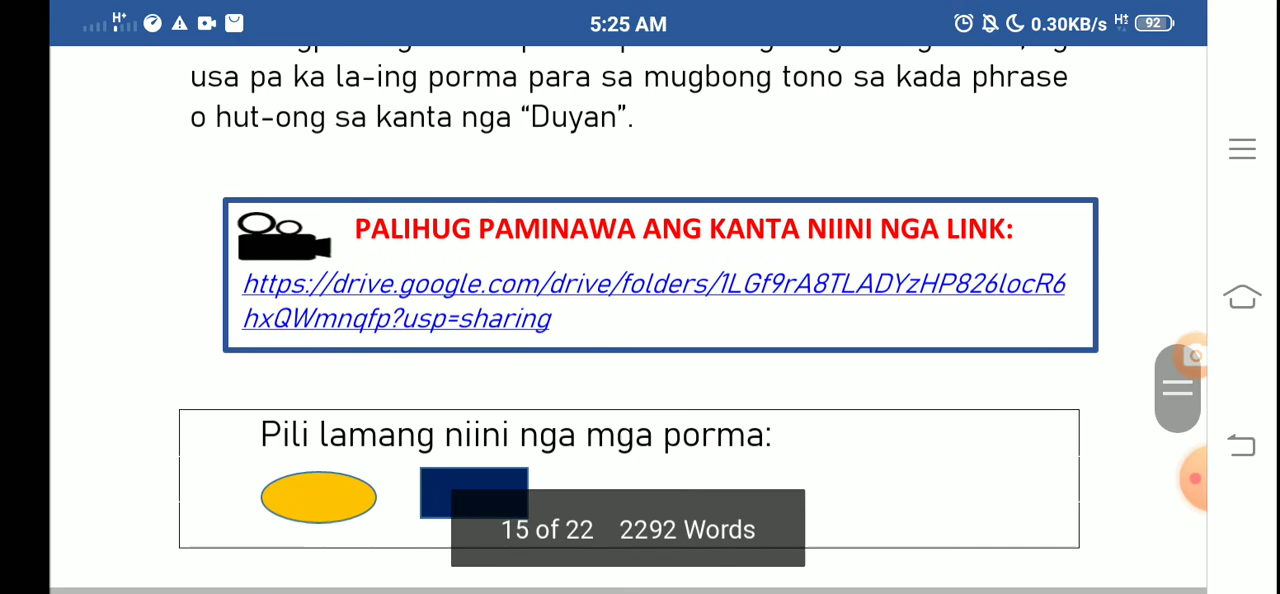 5:25 AM
0.30KB/s
92
usa pa ka la-ing porma para sa mugbong tono sa kada phrase
o hut-ong sa kanta nga “Duyan”.
PALIHUG PAMINAWA ANG KANTA NIINI NGA LINK:
https://drive.google.com/drive/folders/1LGf9rA8TLADYzHP826locR6
hxQWmnqfp?usp=sharing
Pili lamang niini nga mga porma:
15 of 22 2292 Words